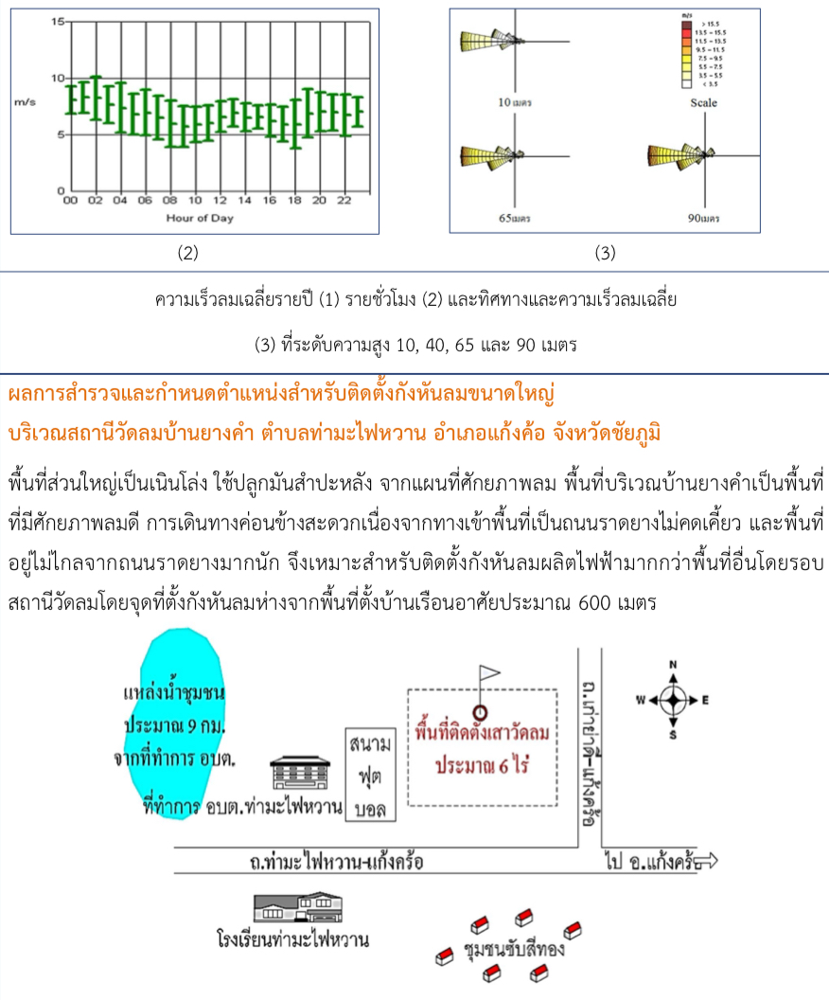 15
10
m/s
5
0
00 02 04 06 08 10 12 14 16 18 20 22
Hour of Day
(2)
m/s
> 15.5
13.5 - 15.5
11.5 - 13.5
9.5 - 11.5
7.5 - 9.5
5.5 - 7.5
3.5 - 5.5
< 3.5
10 เมตร
Scale
65เมตร
90เมตร
(3)
ความเร็วลมเฉลี่ยรายปี (1) รายชั่วโมง (2) และทิศทางและความเร็วลมเฉลี่ย
(3) ที่ระดับความสูง 10, 40, 65 และ 90 เมตร
ผลการสำรวจและกำหนดตำแหน่งสำหรับติดตั้งกังหันลมขนาดใหญ่
บริเวณสถานีวัดลมบ้านยางคำ ตำบลท่ามะไฟหวาน อำเภอแก้งค้อ จังหวัดชัยภูมิ
พื้นที่ส่วนใหญ่เป็นเนินโล่ง ใช้ปลูกมันสำปะหลัง จากแผนที่ศักยภาพลม พื้นที่บริเวณบ้านยางคำเป็นพื้นที่
ที่มีศักยภาพลมดี การเดินทางค่อนข้างสะดวกเนื่องจากทางเข้าพื้นที่เป็นถนนราดยางไม่คดเคี้ยว และพื้นที่
อยู่ไม่ไกลจากถนนราดยางมากนัก จึงเหมาะสำหรับติดตั้งกังหันลมผลิตไฟฟ้ามากกว่าพื้นที่อื่นโดยรอบ
สถานีวัดลมโดยจุดที่ตั้งกังหันลมห่างจากพื้นที่ตั้งบ้านเรือนอาศัยประมาณ 600 เมตร
แหล่งน้ำชุมชน
ประมาณ 9 กม.
จากที่ทำการ อบต.
ที่ทำการ อบต.ท่ามะไฟหวาน
สนาม
ฟุต
บอล
พื้นที่ติดตั้งเสาวัดลม
ประมาณ 6 ไร่
ถ.เก่าย่าดี-แก้งคร้อ
N
W E
S
ถ.ท่ามะไฟหวาน-แก้งคร้อ
ไป อ.แก้งคร้อ
โรงเรียนท่ามะไฟหวาน
ชุมชนซับสีทอง